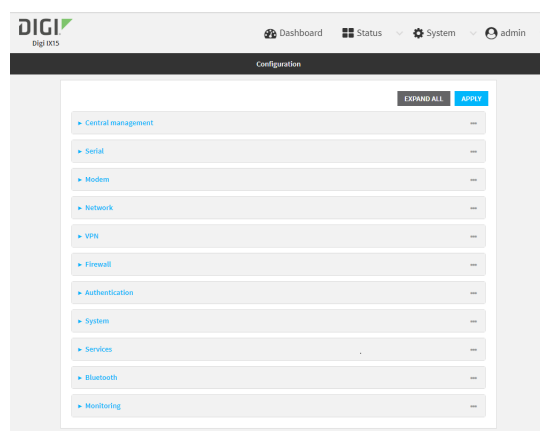 DIGI
Digi IX15
Dashboard Status System admin
Configuration
EXPAND ALL APPLY
Central management
Serial
Modem
Network
VPN
Firewall
Authentication
System
Services
Bluetooth
Monitoring